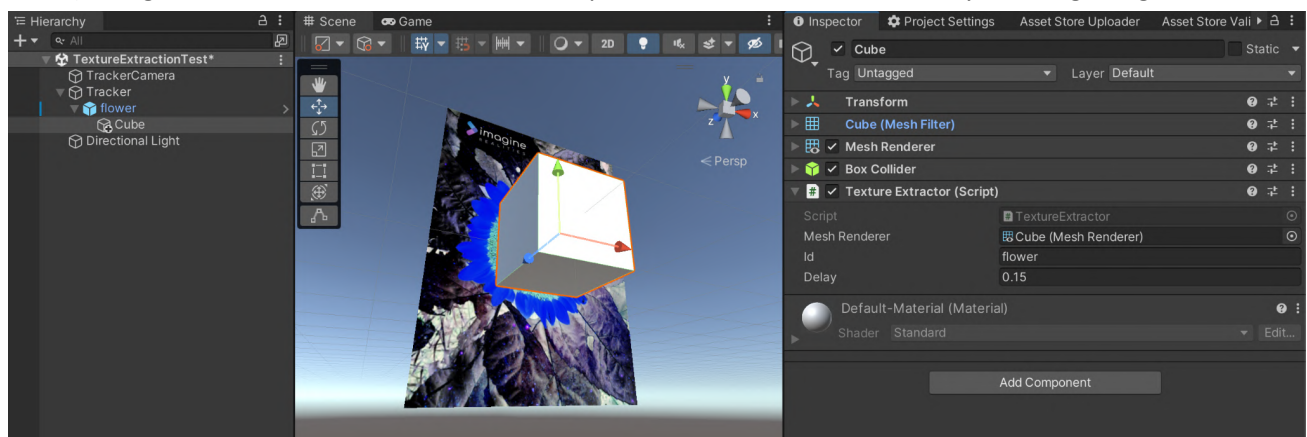 Hierarchy
All
TextureExtractionTest*
TrackerCamera
Tracker
flower
Cube
Directional Light
Scene
Game
2D
imagine
REALITIES
y
x
z
Persp
Inspector
Project Settings
Asset Store Uploader
Asset Store Vali
Cube
Static
Tag Untagged
Layer Default
Transform
Cube (Mesh Filter)
Mesh Renderer
Box Collider
Texture Extractor (Script)
Script
TextureExtractor
Mesh Renderer
Cube (Mesh Renderer)
Id
flower
Delay
0.15
Default-Material (Material)
Shader Standard
Edit...
Add Component